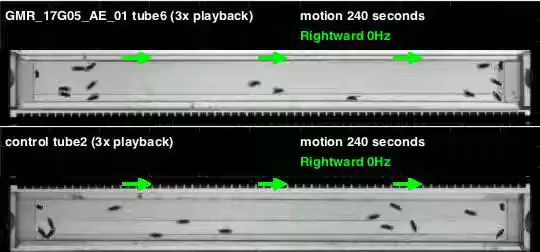 GMR_17G05_AE_01 tube6 (3x playback)
motion 240 seconds
Rightward 0Hz
control tube2 (3x playback)
motion 240 seconds
Rightward 0Hz